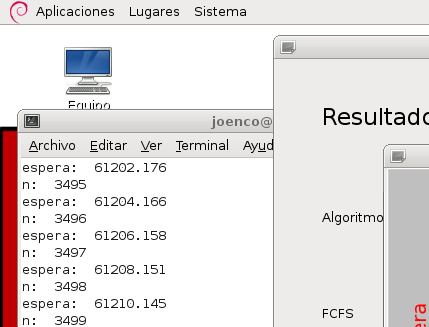 Aplicaciones Lugares Sistema
Equipo
joenco@
Archivo Editar Ver Terminal Ayud
espera: 61202.176
n: 3495
espera: 61204.166
n: 3496
espera: 61206.158
n: 3497
espera: 61208.151
n: 3498
espera: 61210.145
n: 3499
Resultado
Algoritmo
FCFS
era